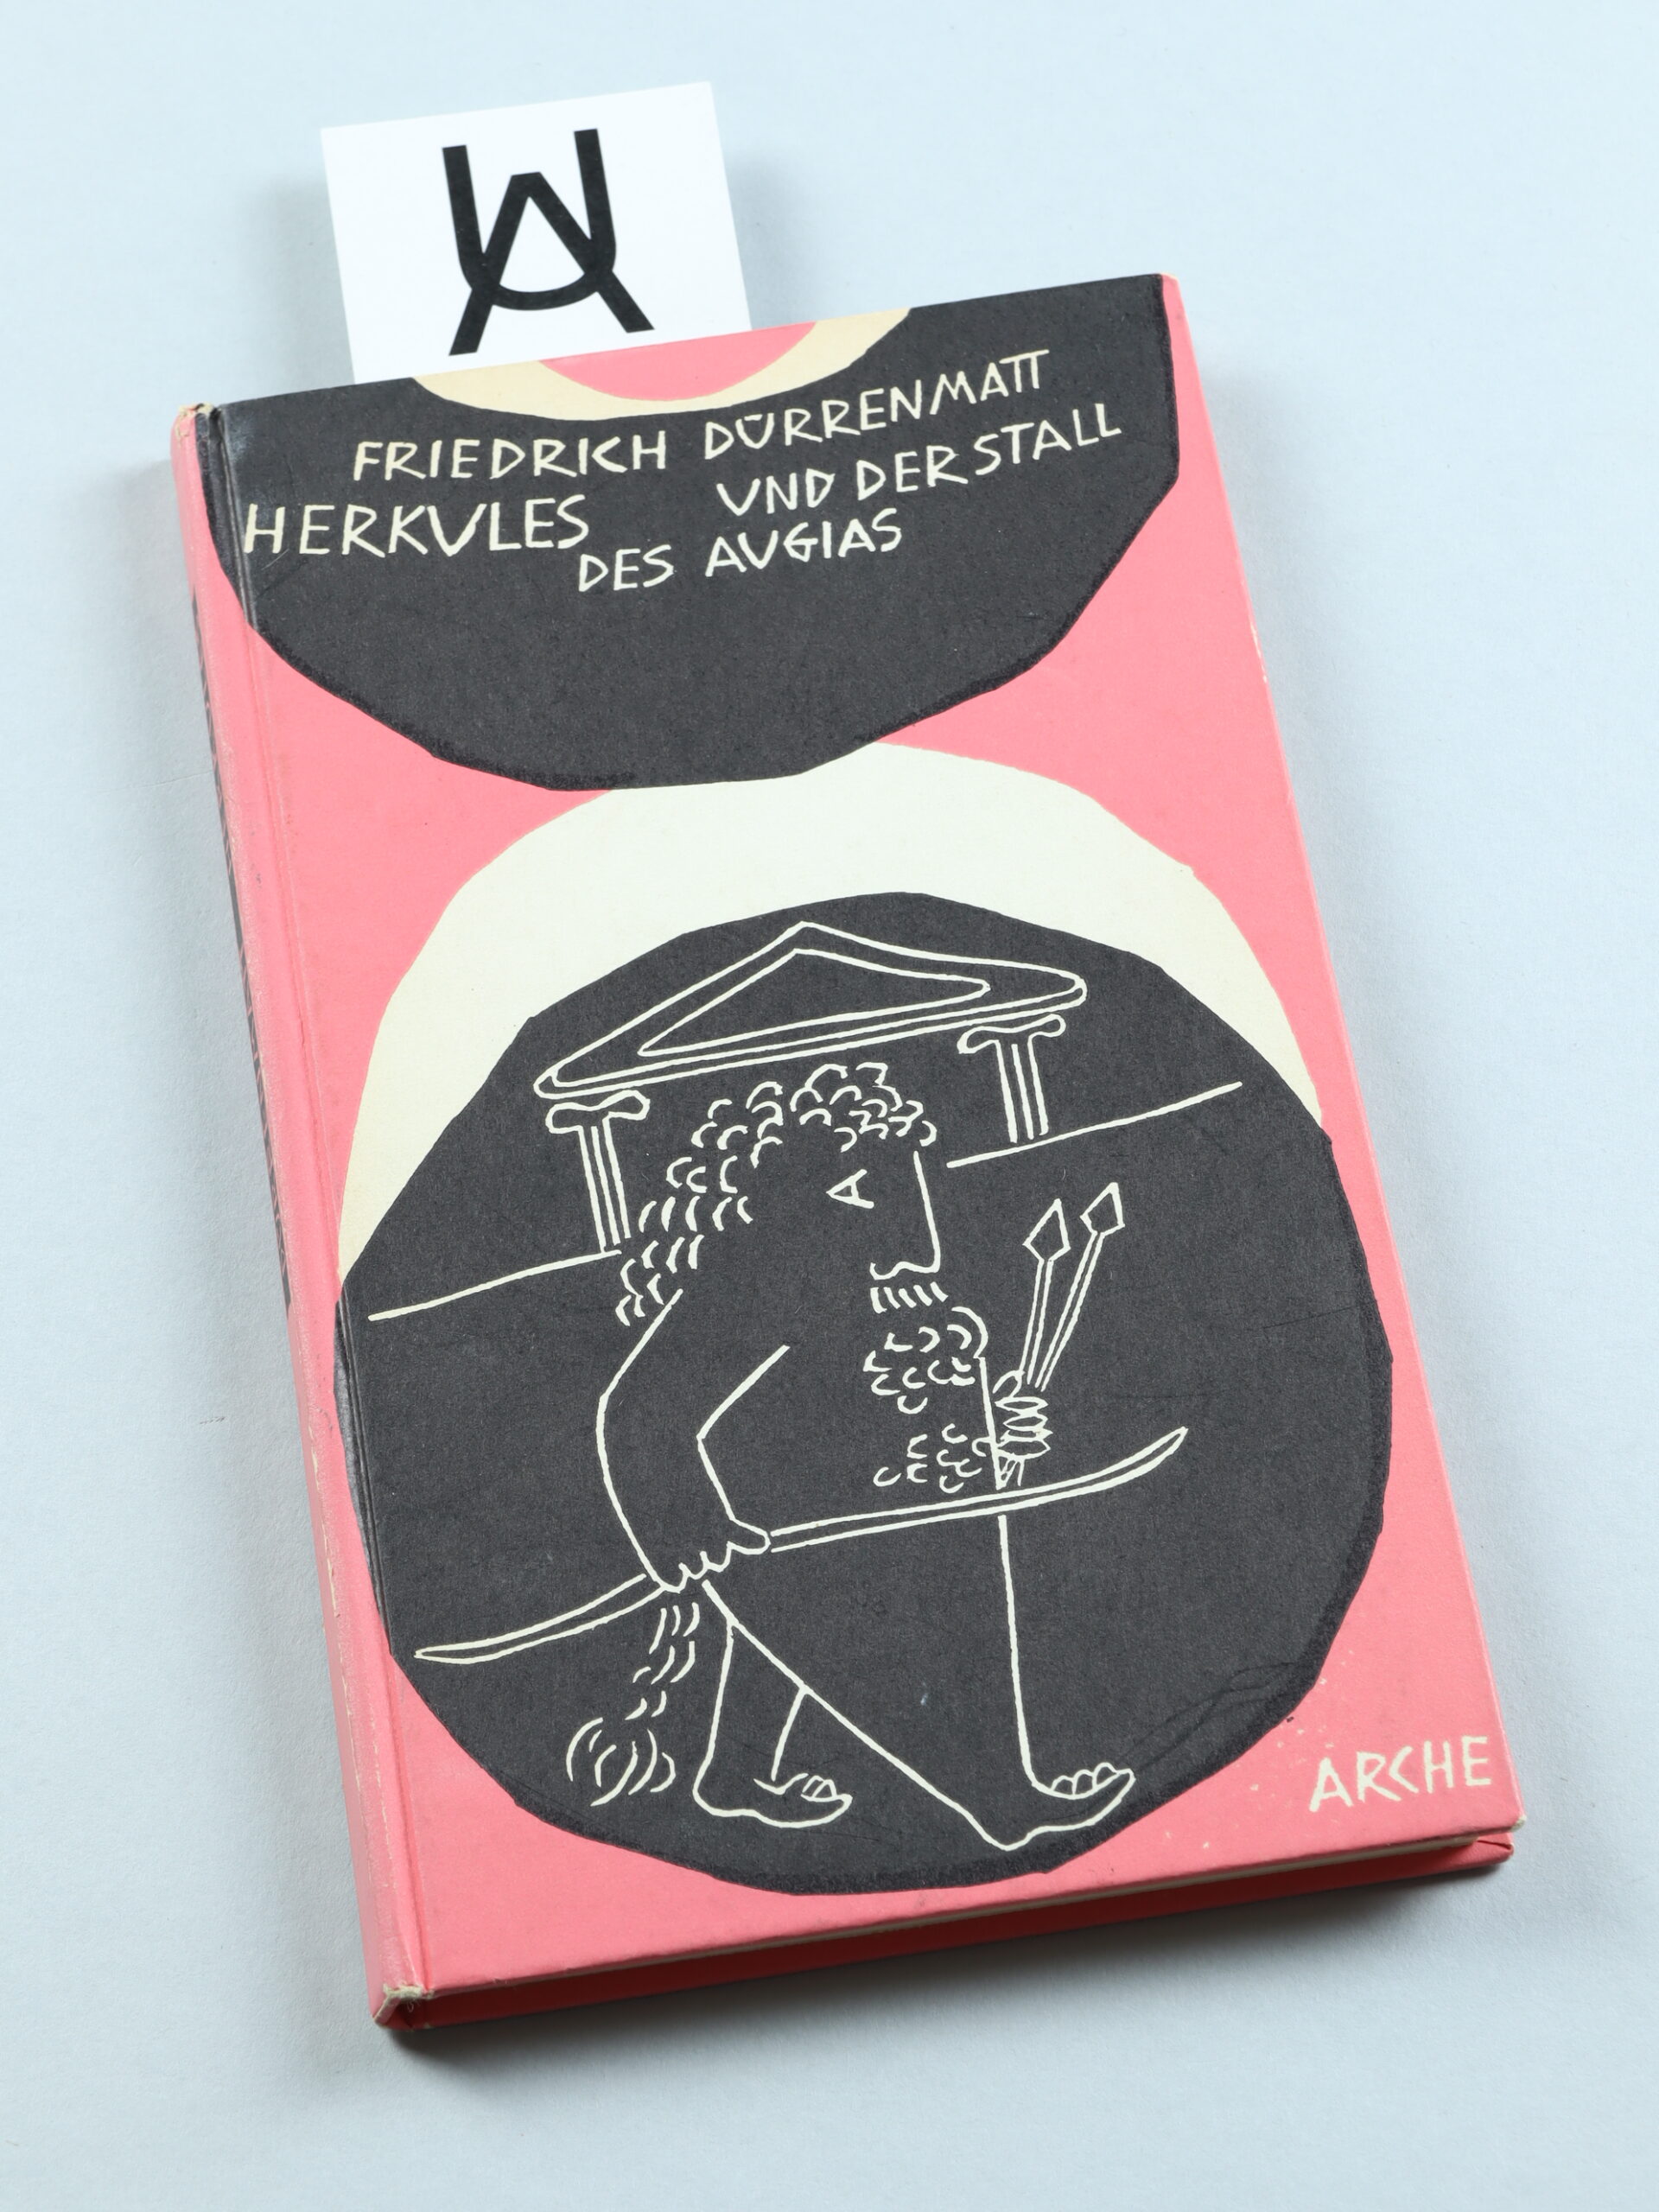 FRIEDRICH DÜRRENMATT
HERKULES UND DER STALL
DES AUGIAS
ARCHE